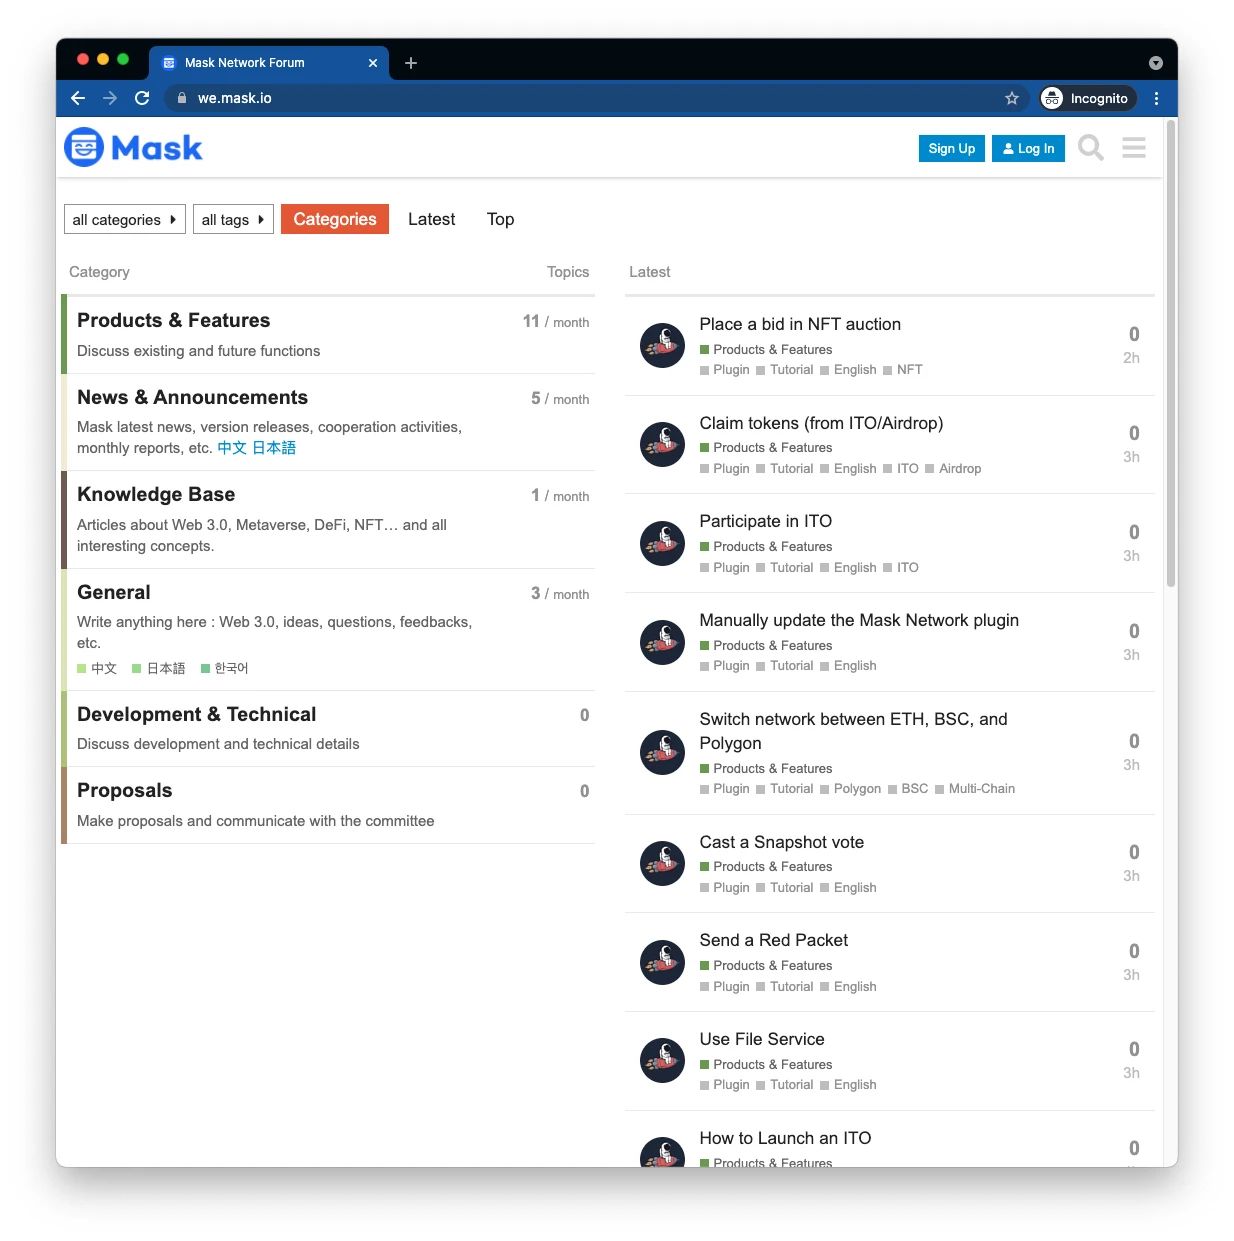 Mask Network Forum
we.mask.io
Incognito
Mask
Sign Up
Log In
all categories
all tags
Categories
Latest
Top
Category
Topics
Products & Features
11 / month
Discuss existing and future functions
News & Announcements
5 / month
Mask latest news, version releases, cooperation activities,
monthly reports, etc. 中文 日本語
Knowledge Base
1 / month
Articles about Web 3.0, Metaverse, DeFi, NFT… and all
interesting concepts.
General
3 / month
Write anything here : Web 3.0, ideas, questions, feedbacks,
etc.
中文 日本語 한국어
Development & Technical
0
Discuss development and technical details
Proposals
0
Make proposals and communicate with the committee
Latest
Place a bid in NFT auction
Products & Features
Plugin Tutorial English NFT
0
2h
Claim tokens (from ITO/Airdrop)
Products & Features
Plugin Tutorial English ITO Airdrop
0
3h
Participate in ITO
Products & Features
Plugin Tutorial English ITO
0
3h
Manually update the Mask Network plugin
Products & Features
Plugin Tutorial English
0
3h
Switch network between ETH, BSC, and
Polygon
Products & Features
Plugin Tutorial Polygon BSC Multi-Chain
0
3h
Cast a Snapshot vote
Products & Features
Plugin Tutorial English
0
3h
Send a Red Packet
Products & Features
Plugin Tutorial English
0
3h
Use File Service
Products & Features
Plugin Tutorial English
0
3h
How to Launch an ITO
Products & Features
0